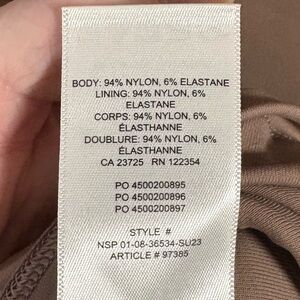 BODY: 94% NYLON, 6% ELASTANE
LINING: 94% NYLON, 6%
ELASTANE
CORPS: 94% NYLON, 6%
ÉLASTHANNE
DOUBLURE: 94% NYLON, 6%
ÉLASTHANNE
CA 23725 RN 122354
PO 4500200895
PO 4500200896
PO 4500200897
STYLE #
NSP 01-08-36534-SU23
ARTICLE # 97385